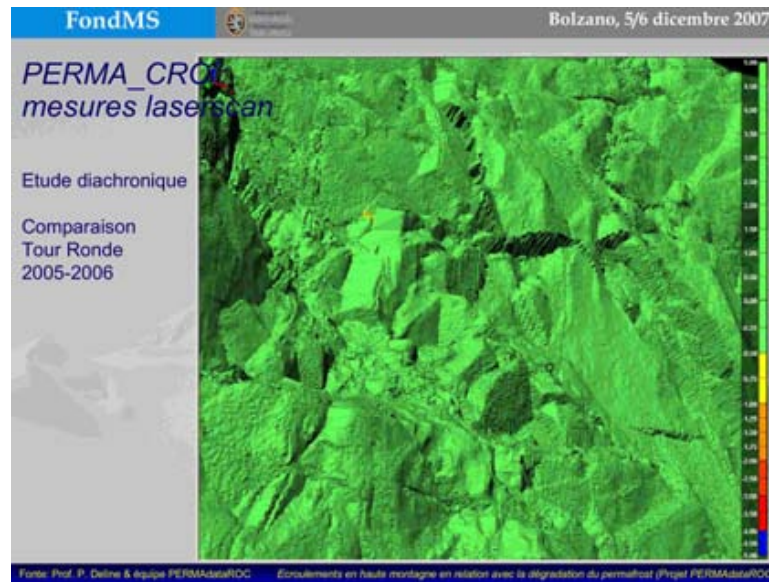 FondMS
Bolzano, 5/6 dicembre 2007
PERMA_CROC
mesures laserscan
Etude diachronique
Comparaison
Tour Ronde
2005-2006
Fonte: Prof. P. Deline & équipe PERMAdataROC
Ecroulements en haute montagne en relation avec la dégradation du permafrost (Projet PERMAdataROC)